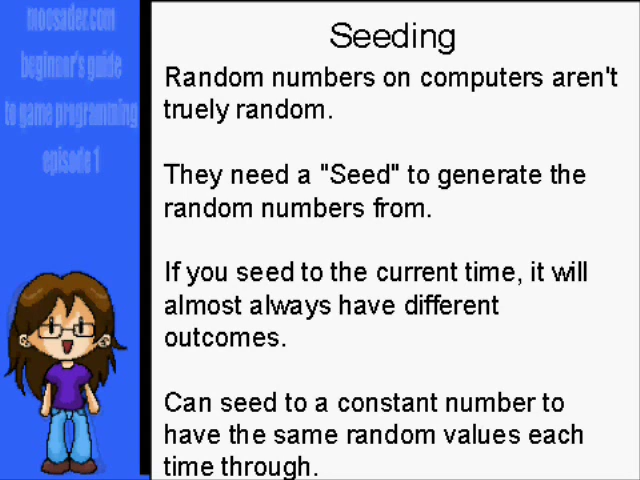 moosader.com
beginner's guide
to game programming
episode 1
Seeding
Random numbers on computers aren't
truely random.
They need a "Seed" to generate the
random numbers from.
If you seed to the current time, it will
almost always have different
outcomes.
Can seed to a constant number to
have the same random values each
time through.